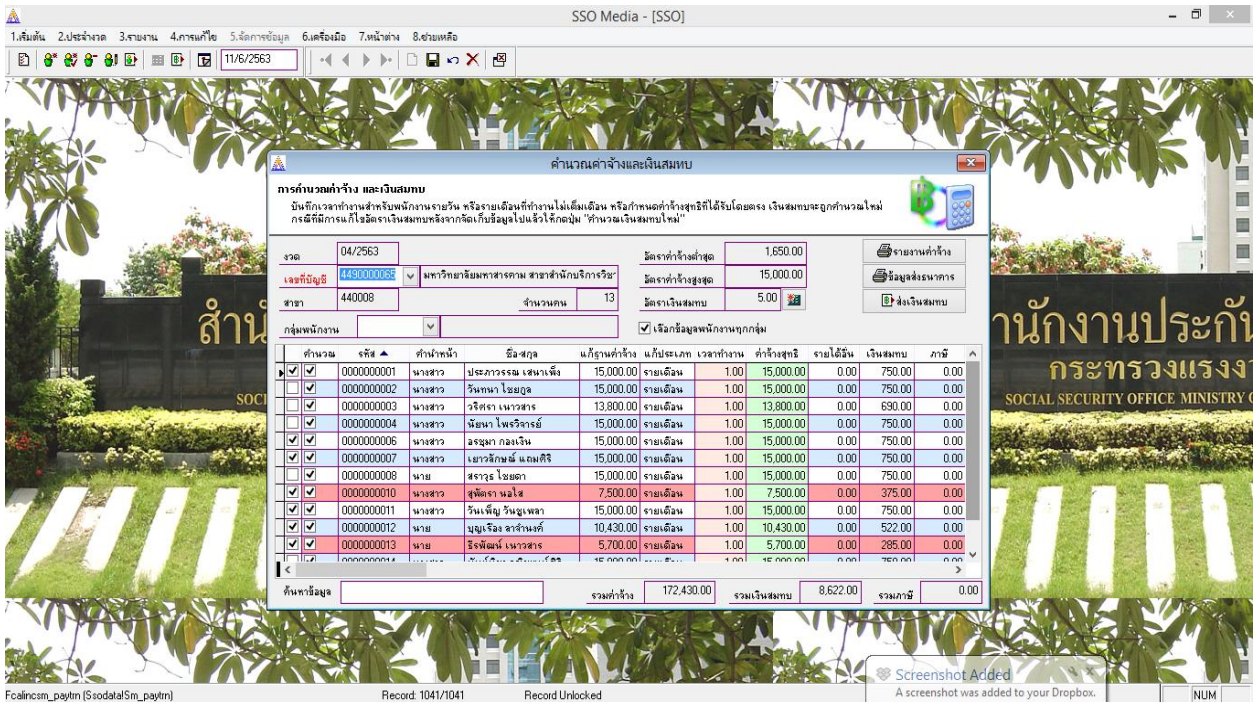 SSO Media - [SSO]
1.เริ่มต้น 2.ประจำงวด 3.รายงาน 4.การแก้ไข 5.จัดการข้อมูล 6.เครื่องมือ 7.หน้าต่าง 8.ช่วยเหลือ
11/6/2563
คำนวณค่าจ้างและเงินสมทบ
การคำนวณค่าจ้าง และเงินสมทบ
บันทึกเวลาทำงานสำหรับพนักงานรายวัน หรือรายเดือนที่ทำงานไม่เต็มเดือน หรือกำหนดค่าจ้างสุทธิที่ได้รับโดยตรง เงินสมทบจะถูกคำนวณใหม่
กรณีที่มีการแก้ไขอัตราเงินสมทบหลังจากจัดเก็บข้อมูลไปแล้วให้กดปุ่ม "คำนวณเงินสมทบใหม่"
งวด 04/2563 อัตราค่าจ้างต่ำสุด 1,650.00 รายงานค่าจ้าง
เลขที่บัญชี 4490000065 มหาวิทยาลัยมหาสารคาม สาขาสำนักบริการวิชา อัตราค่าจ้างสูงสุด 15,000.00 ข้อมูลส่งธนาคาร
สาขา 440008 จำนวนคน 13 อัตราเงินสมทบ 5.00 ส่งเงินสมทบ
กลุ่มพนักงาน เลือกข้อมูลพนักงานทุกกลุ่ม
คำนวณ รหัส คำนำหน้า ชื่อ-สกุล แก้ฐานค่าจ้าง แก้ประเภท เวลาทำงาน ค่าจ้างสุทธิ รายได้อื่น เงินสมทบ ภาษี
0000000001 นางสาว ประภาวรรณ เสนาเพ็ง 15,000.00 รายเดือน 1.00 15,000.00 0.00 750.00 0.00
0000000002 นางสาว วันทนา ไชยกูล 15,000.00 รายเดือน 1.00 15,000.00 0.00 750.00 0.00
0000000003 นางสาว วริศรา เนาวสาร 13,800.00 รายเดือน 1.00 13,800.00 0.00 690.00 0.00
0000000004 นางสาว นัยนา ไพรวิจารย์ 15,000.00 รายเดือน 1.00 15,000.00 0.00 750.00 0.00
0000000006 นางสาว อรชุมา กองเงิน 15,000.00 รายเดือน 1.00 15,000.00 0.00 750.00 0.00
0000000007 นางสาว เยาวลักษณ์ แถมศิริ 15,000.00 รายเดือน 1.00 15,000.00 0.00 750.00 0.00
0000000008 นาย สราวุธ ไชยดา 15,000.00 รายเดือน 1.00 15,000.00 0.00 750.00 0.00
0000000010 นางสาว สุพัตรา นอใส 7,500.00 รายเดือน 1.00 7,500.00 0.00 375.00 0.00
0000000011 นางสาว วันเพ็ญ วันชูเพลา 15,000.00 รายเดือน 1.00 15,000.00 0.00 750.00 0.00
0000000012 นาย บุญเรือง อาจำนงค์ 10,430.00 รายเดือน 1.00 10,430.00 0.00 522.00 0.00
0000000013 นาย ธิรพัฒน์ เนาวสาร 5,700.00 รายเดือน 1.00 5,700.00 0.00 285.00 0.00
ค้นหาข้อมูล รวมค่าจ้าง 172,430.00 รวมเงินสมทบ 8,622.00 รวมภาษี 0.00
สำนั
SOCI
านักงานประกัน
กระทรวงแรงงา
SOCIAL SECURITY OFFICE MINISTRY O
Screenshot Added
A screenshot was added to your Dropbox.
Fcalincsm_paytrn (Ssodata!Sm_paytrn) Record: 1041/1041 Record Unlocked NUM